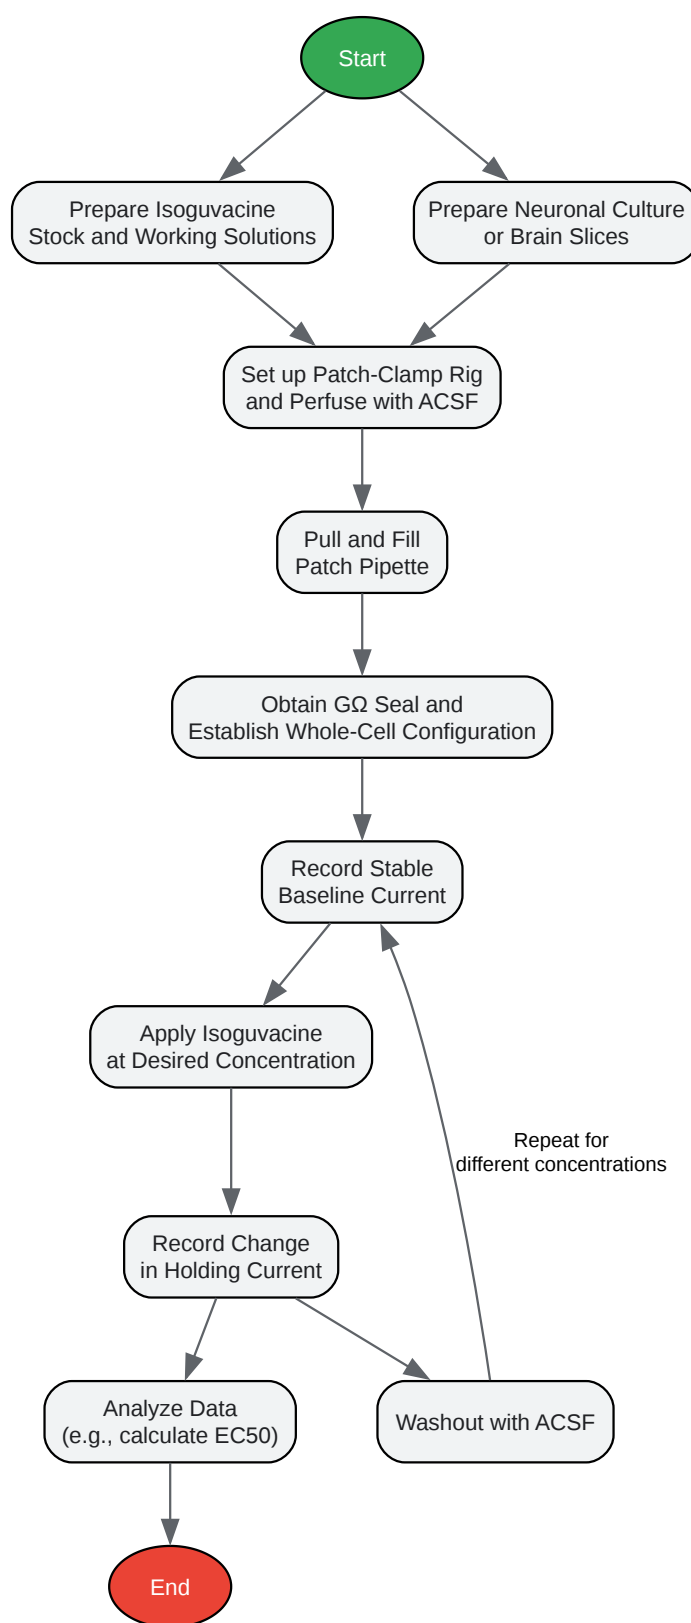 Start
Prepare Isoguvacine
Stock and Working Solutions
Prepare Neuronal Culture
or Brain Slices
Set up Patch-Clamp Rig
and Perfuse with ACSF
Pull and Fill
Patch Pipette
Obtain GΩ Seal and
Establish Whole-Cell Configuration
Record Stable
Baseline Current
Apply Isoguvacine
at Desired Concentration
Repeat for
different concentrations
Record Change
in Holding Current
Analyze Data
(e.g., calculate EC50)
Washout with ACSF
End